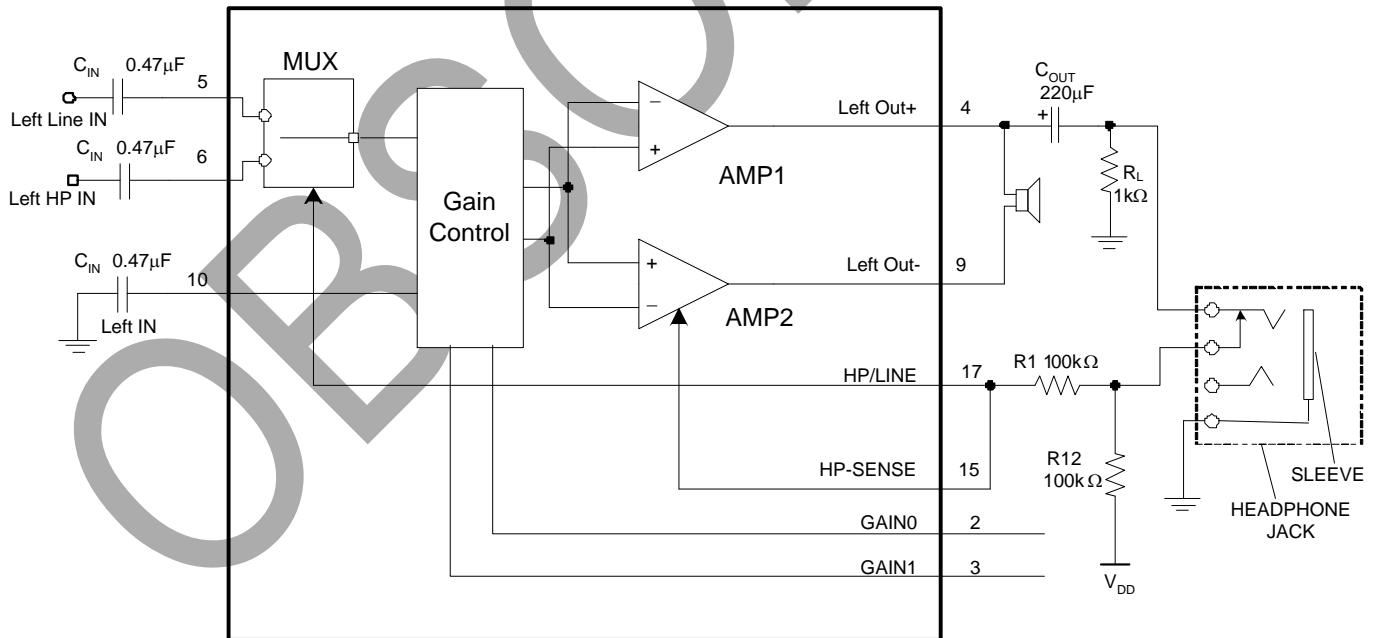 OBSO
MUX
C_IN 0.47μF
5
Left Line IN
C_IN 0.47μF
6
Left HP IN
C_IN 0.47μF
10
Left IN
Gain
Control
AMP1
AMP2
Left Out+ 4
Left Out- 9
C_OUT
220μF
+
R_L
1kΩ
HP/LINE 17
R1 100kΩ
HP-SENSE 15
R12
100kΩ
V_DD
GAIN0 2
GAIN1 3
SLEEVE
HEADPHONE
JACK
−
+
+
−